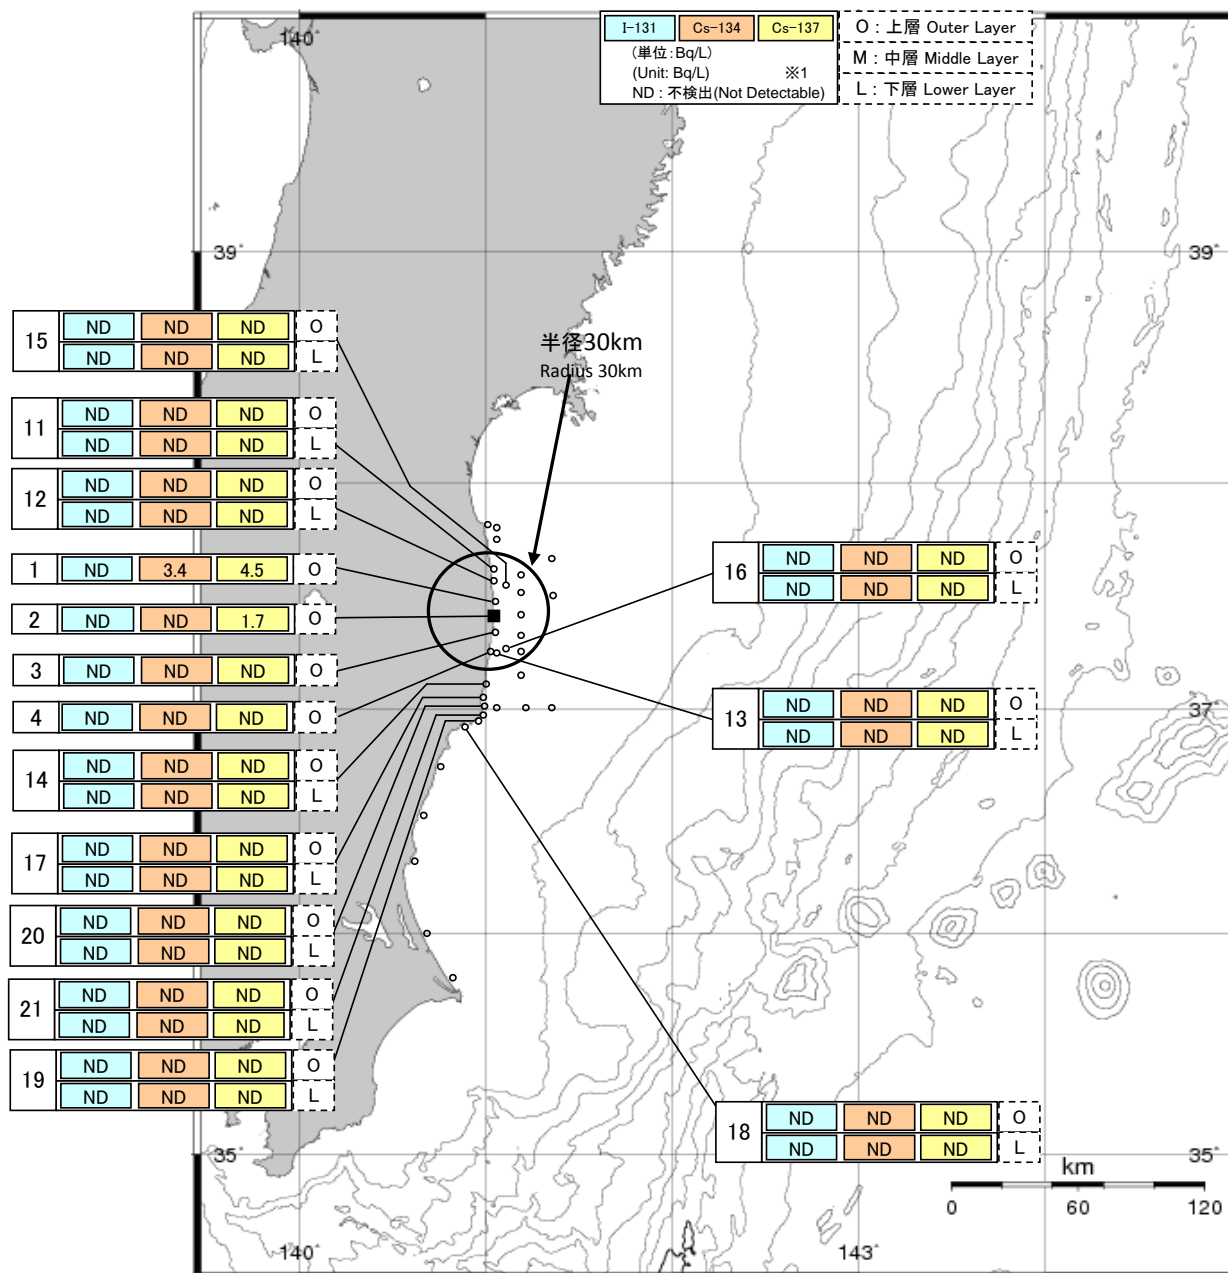 140°
I-131 Cs-134 Cs-137
(単位:Bq/L)
(Unit: Bq/L) ※1
ND : 不検出(Not Detectable)
O : 上層 Outer Layer
M : 中層 Middle Layer
L : 下層 Lower Layer
39° 39°
半径30km
Radius 30km
15 ND ND ND O
ND ND ND L
11 ND ND ND O
ND ND ND L
12 ND ND ND O
ND ND ND L
1 ND 3.4 4.5 O
2 ND ND 1.7 O
3 ND ND ND O
4 ND ND ND O
14 ND ND ND O
ND ND ND L
17 ND ND ND O
ND ND ND L
20 ND ND ND O
ND ND ND L
21 ND ND ND O
ND ND ND L
19 ND ND ND O
ND ND ND L
16 ND ND ND O
ND ND ND L
13 ND ND ND O
ND ND ND L
37°
18 ND ND ND O
ND ND ND L
35° 35°
km
0 60 120
140° 143°